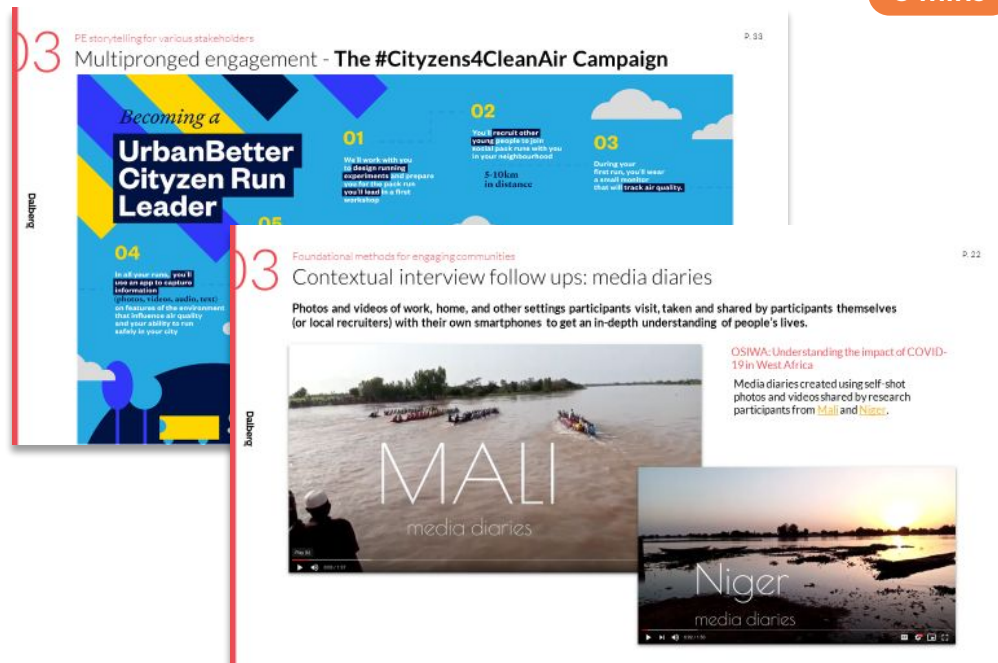 03
PE storytelling for various stakeholders
P. 33
Multipronged engagement - The #Cityzens4CleanAir Campaign
Dalberg
Becoming a
UrbanBetter
Cityzen Run
Leader
01
We'll work with you
to design running
experiments and prepare
you for the pack run
you'll lead in a first
workshop
02
You'll recruit other
young people to join
social pack runs with you
in your neighbourhood
5-10km
in distance
03
During your
first run, you'll wear
a small monitor
that will track air quality.
04
In all your runs, you'll
use an app to capture
information
(photos, videos, audio, text)
on features of the environment
that influence air quality
and your ability to run
safely in your city
05
03
Foundational methods for engaging communities
P. 22
Contextual interview follow ups: media diaries
Photos and videos of work, home, and other settings participants visit, taken and shared by participants themselves
(or local recruiters) with their own smartphones to get an in-depth understanding of people's lives.
Dalberg
MALI
media diaries
OSIWA: Understanding the impact of COVID-
19 in West Africa
Media diaries created using self-shot
photos and videos shared by research
participants from Mali and Niger.
Niger
media diaries